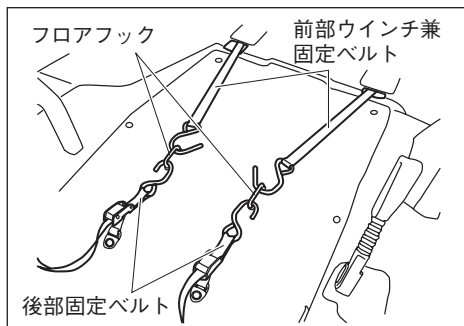 フロアフック
前部ウインチ兼
固定ベルト
後部固定ベルト